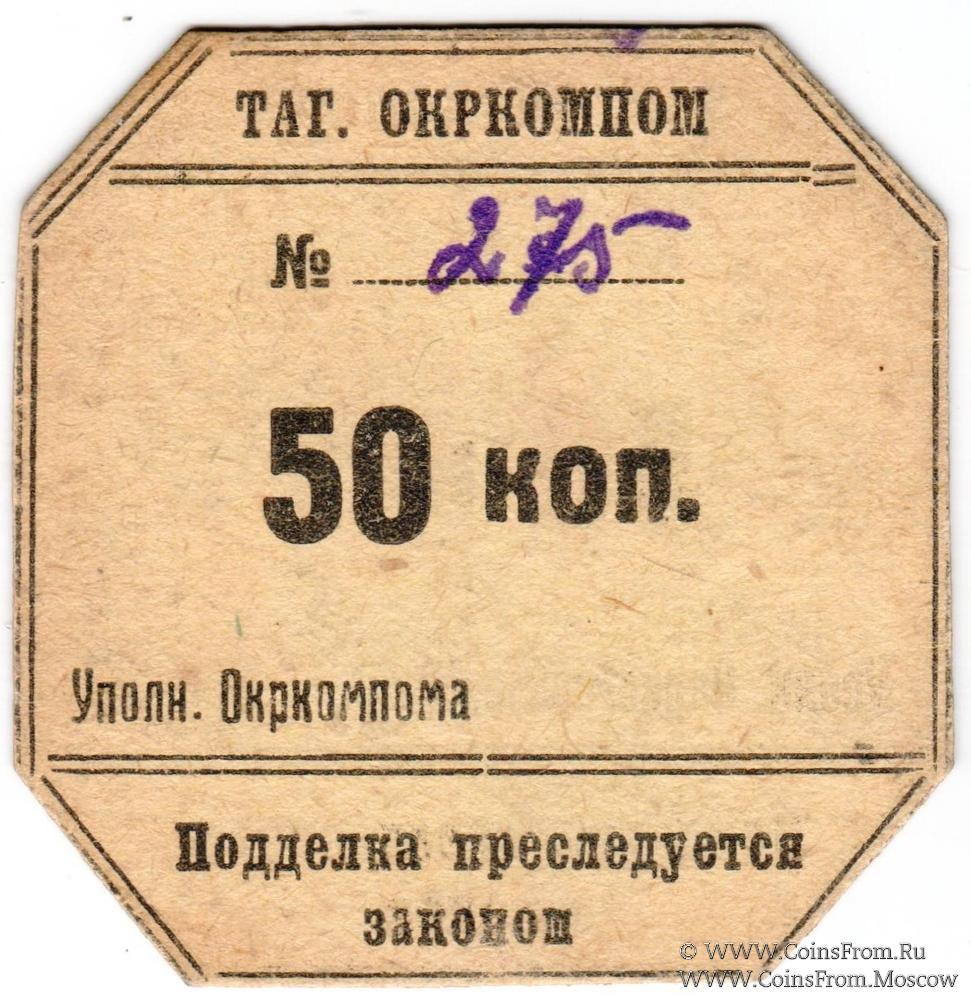 ТАГ. ОКРКОМПОМ
№ 275
50 коп.
Уполн. Окркомпома
Подделка преследуется
законом
© WWW.CoinsFrom.Ru
WWW.CoinsFrom.Moscow